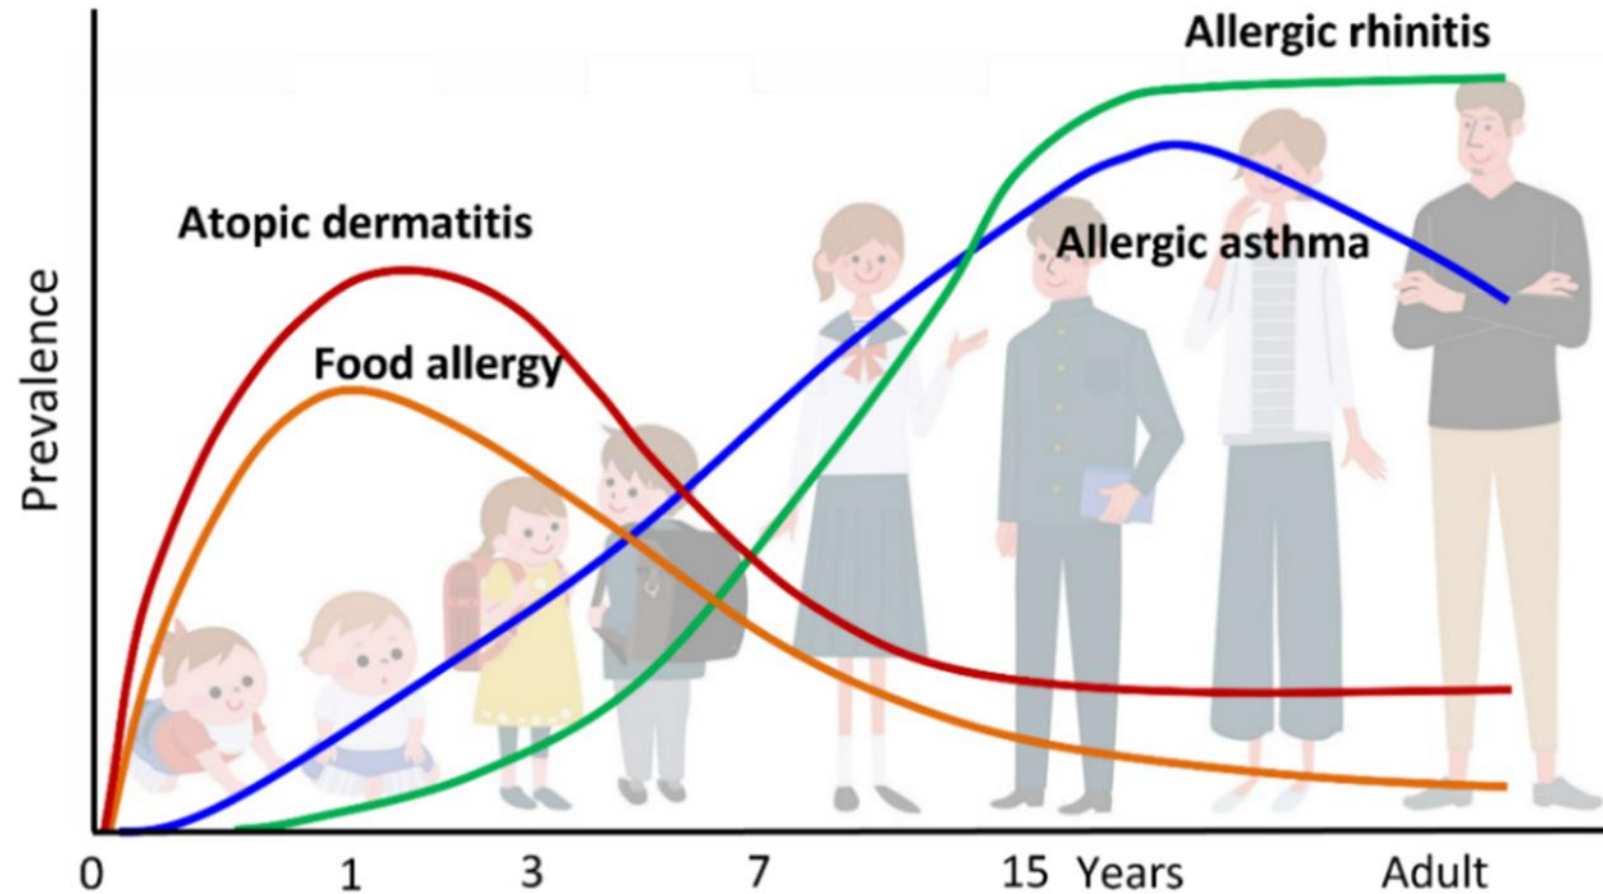 Allergic rhinitis
Atopic dermatitis
Allergic asthma
Food allergy
Prevalence
0 1 3 7 15 Years Adult